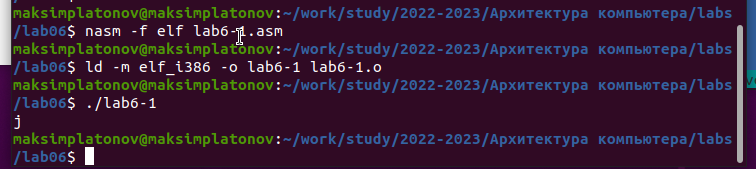 maksimplatonov@maksimplatonov:~/work/study/2022-2023/Архитектура компьютера/labs
/lab06$ nasm -f elf lab6-1.asm
maksimplatonov@maksimplatonov:~/work/study/2022-2023/Архитектура компьютера/labs
/lab06$ ld -m elf_i386 -o lab6-1 lab6-1.o
maksimplatonov@maksimplatonov:~/work/study/2022-2023/Архитектура компьютера/labs
/lab06$ ./lab6-1
j
maksimplatonov@maksimplatonov:~/work/study/2022-2023/Архитектура компьютера/labs
/lab06$